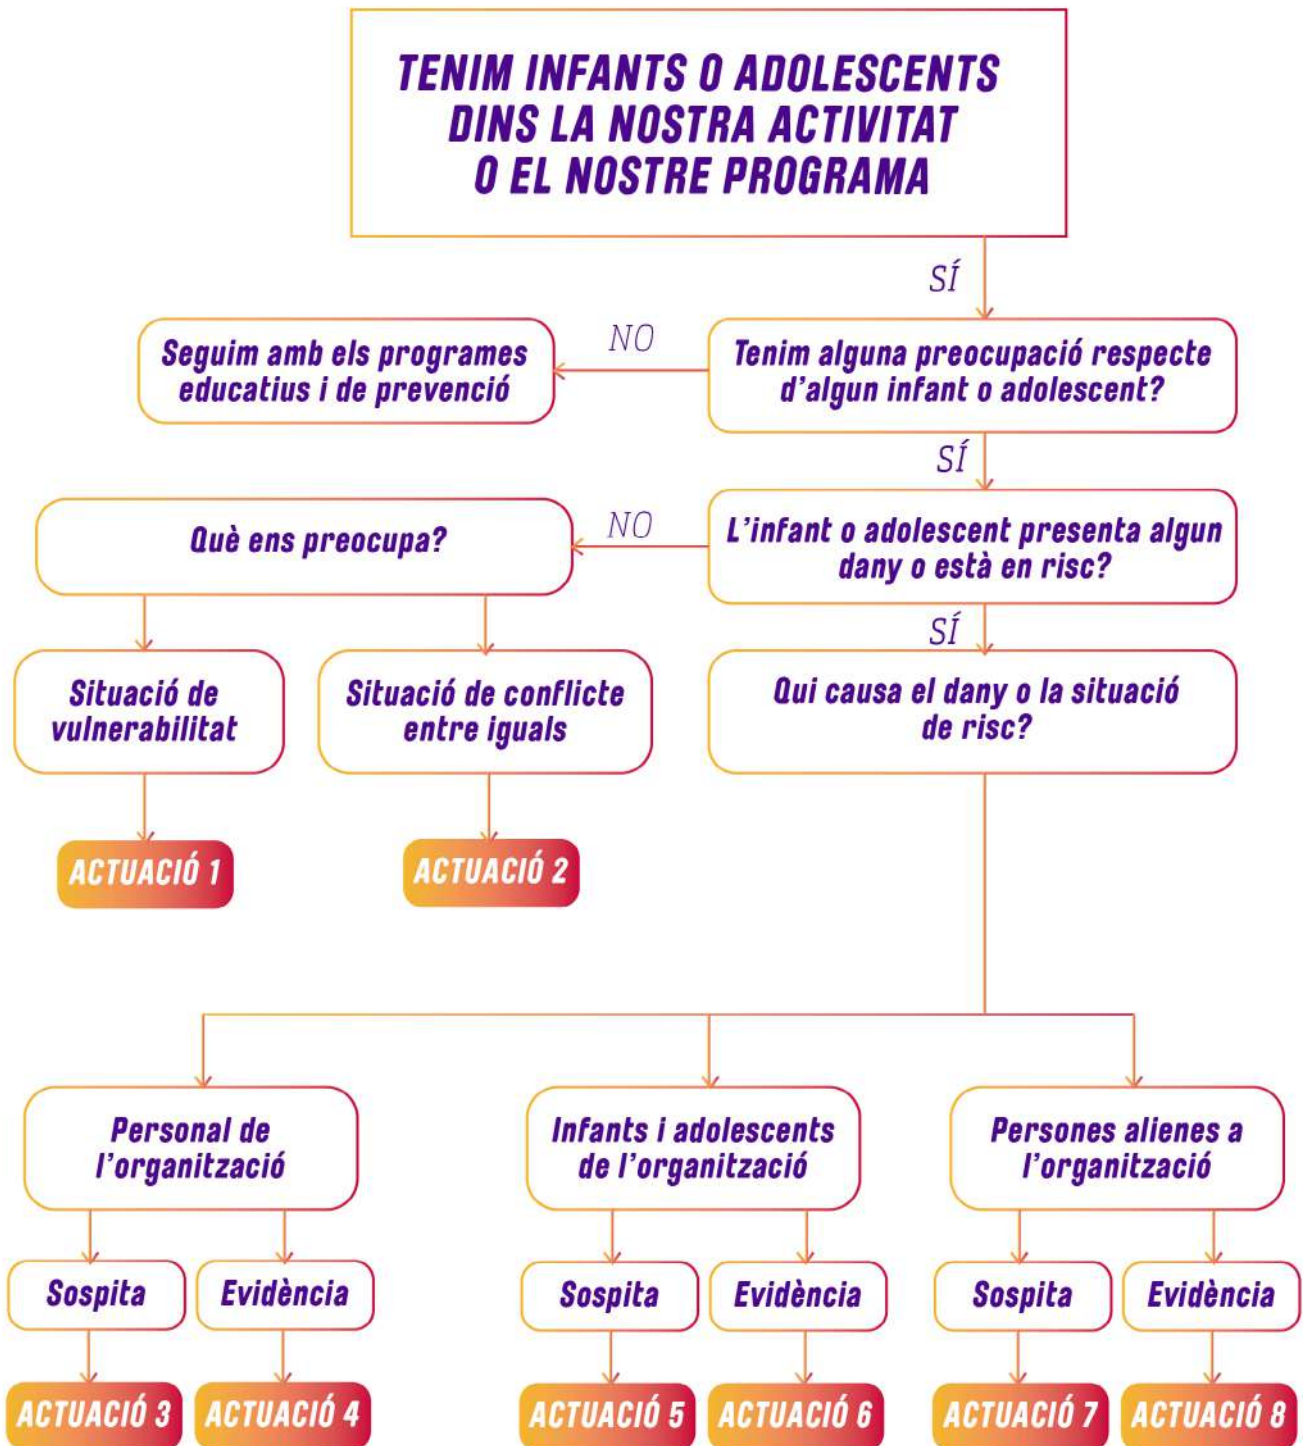 TENIM INFANTS O ADOLESCENTS
DINS LA NOSTRA ACTIVITAT
O EL NOSTRE PROGRAMA
SÍ
Seguim amb els programes
educatius i de prevenció
NO
Tenim alguna preocupació respecte
d'algun infant o adolescent?
SÍ
Què ens preocupa?
NO
L'infant o adolescent presenta algun
dany o està en risc?
SÍ
Situació de
vulnerabilitat
Situació de conflicte
entre iguals
Qui causa el dany o la situació
de risc?
ACTUACIÓ 1
ACTUACIÓ 2
Personal de
l'organització
Infants i adolescents
de l'organització
Persones alienes a
l'organització
Sospita
Evidència
Sospita
Evidència
Sospita
Evidència
ACTUACIÓ 3
ACTUACIÓ 4
ACTUACIÓ 5
ACTUACIÓ 6
ACTUACIÓ 7
ACTUACIÓ 8